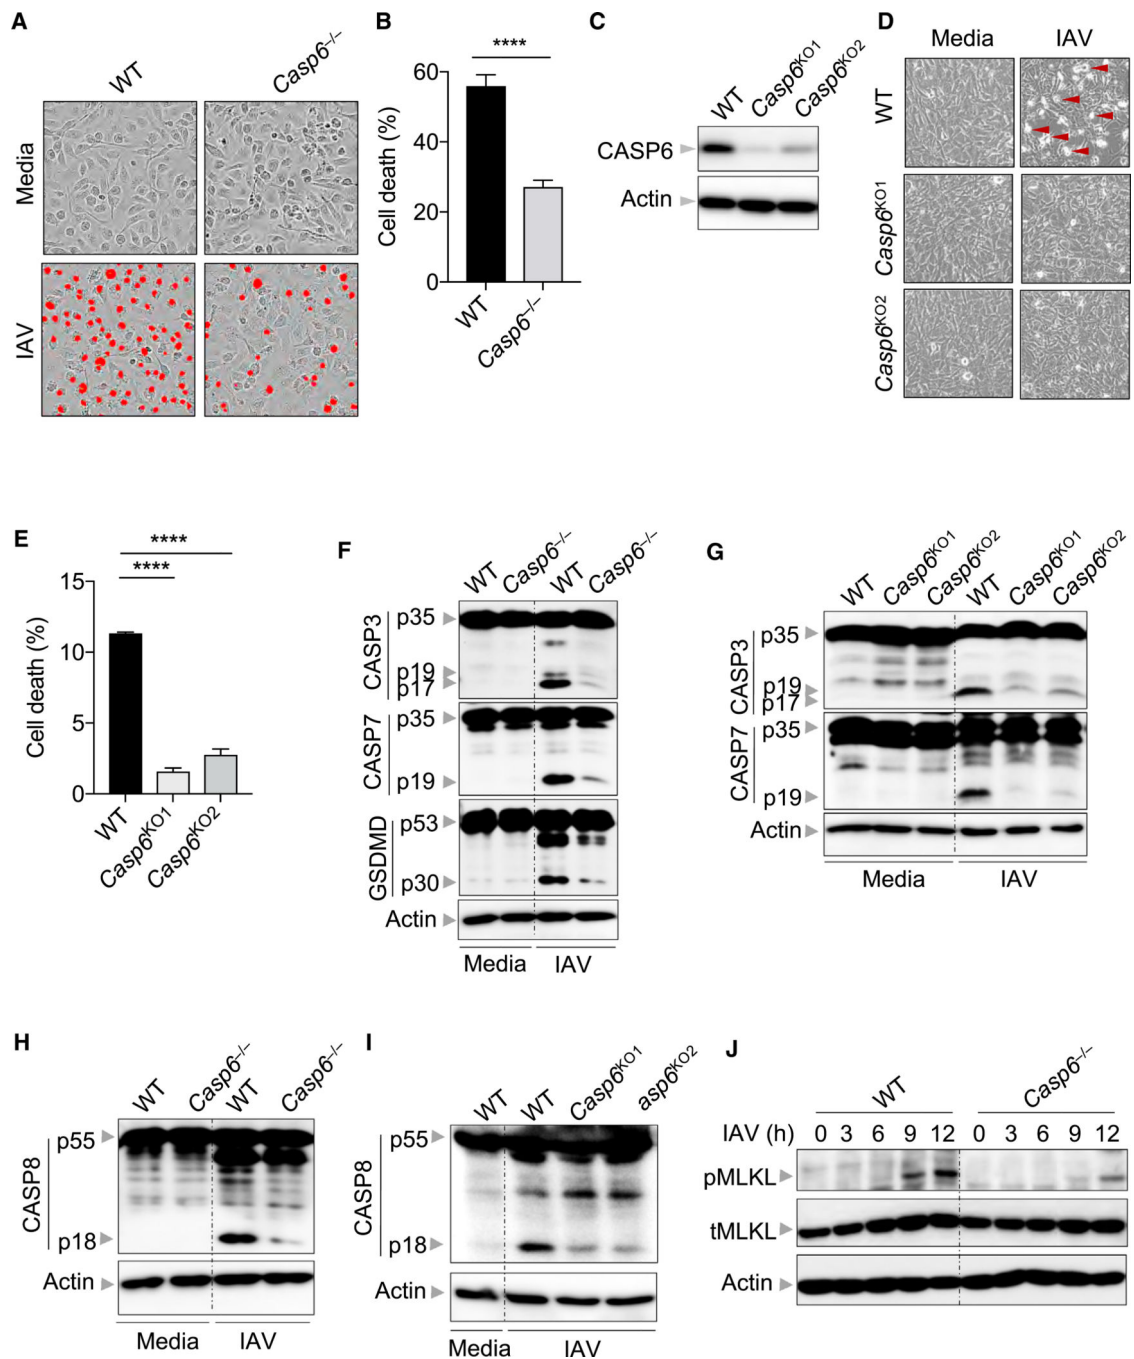 A
WT
Casp6–/–
Media
IAV
B
****
Cell death (%)
60
40
20
0
WT
Casp6–/–
C
WT
Casp6KO1
Casp6KO2
CASP6
Actin
D
Media
IAV
WT
Casp6KO1
Casp6KO2
E
****
****
Cell death (%)
15
10
5
0
WT
Casp6KO1
Casp6KO2
F
WT
Casp6–/–
WT
Casp6–/–
CASP3
p35
p19
p17
CASP7
p35
p19
GSDMD
p53
p30
Actin
Media
IAV
G
WT
Casp6KO1
Casp6KO2
WT
Casp6KO1
Casp6KO2
CASP3
p35
p19
p17
CASP7
p35
p19
Actin
Media
IAV
H
WT
Casp6–/–
WT
Casp6–/–
CASP8
p55
p18
Actin
Media
IAV
I
WT
WT
Casp6KO1
asp6KO2
CASP8
p55
p18
Actin
Media
IAV
J
WT
Casp6–/–
IAV (h) 0 3 6 9 12 0 3 6 9 12
pMLKL
tMLKL
Actin